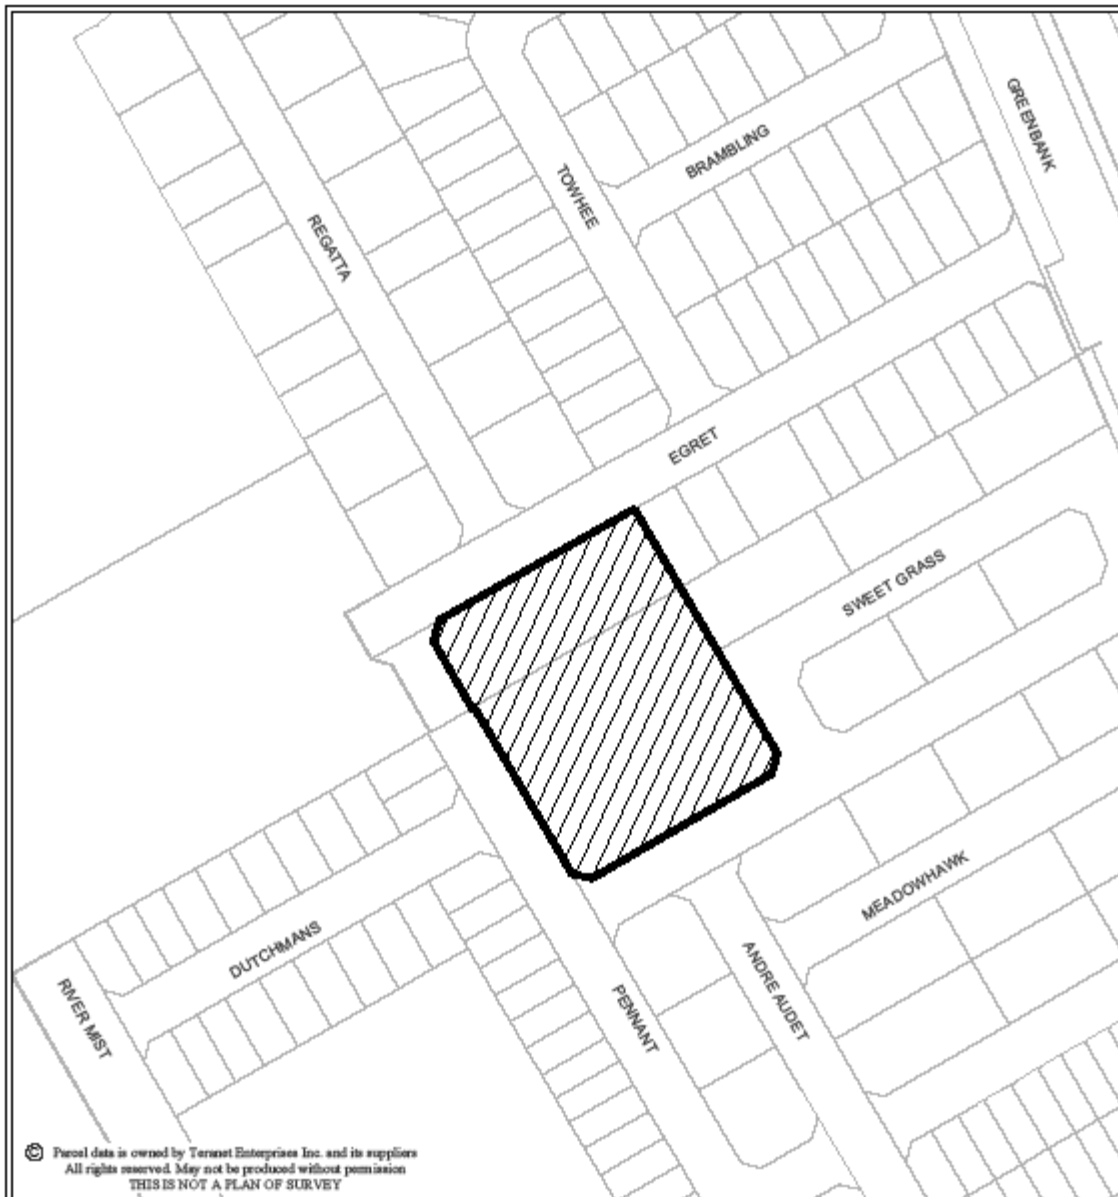 GREENBANK
BRAMBLING
TOWHEE
REGATTA
EGRET
SWEET GRASS
MEADOWHAWK
DUTCHMANS
ANDRE AUDET
RIVER MIST
PENNANT
© Parcel data is owned by Teranet Enterprises Inc. and its suppliers
All rights reserved. May not be produced without permission
THIS IS NOT A PLAN OF SURVEY